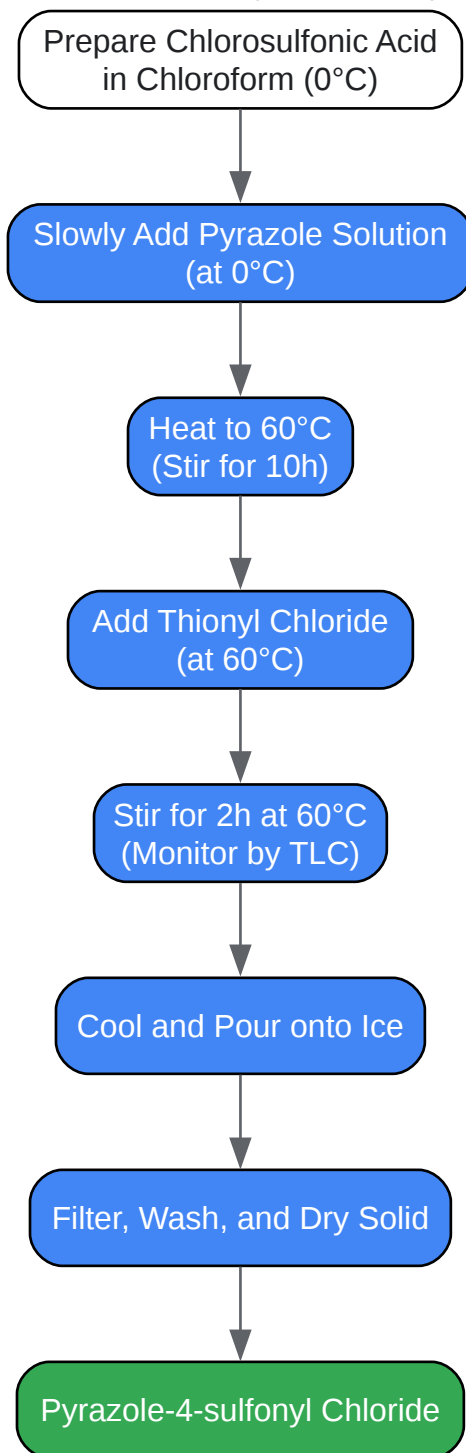 Prepare Chlorosulfonic Acid
in Chloroform (0°C)
Slowly Add Pyrazole Solution
(at 0°C)
Heat to 60°C
(Stir for 10h)
Add Thionyl Chloride
(at 60°C)
Stir for 2h at 60°C
(Monitor by TLC)
Cool and Pour onto Ice
Filter, Wash, and Dry Solid
Pyrazole-4-sulfonyl Chloride